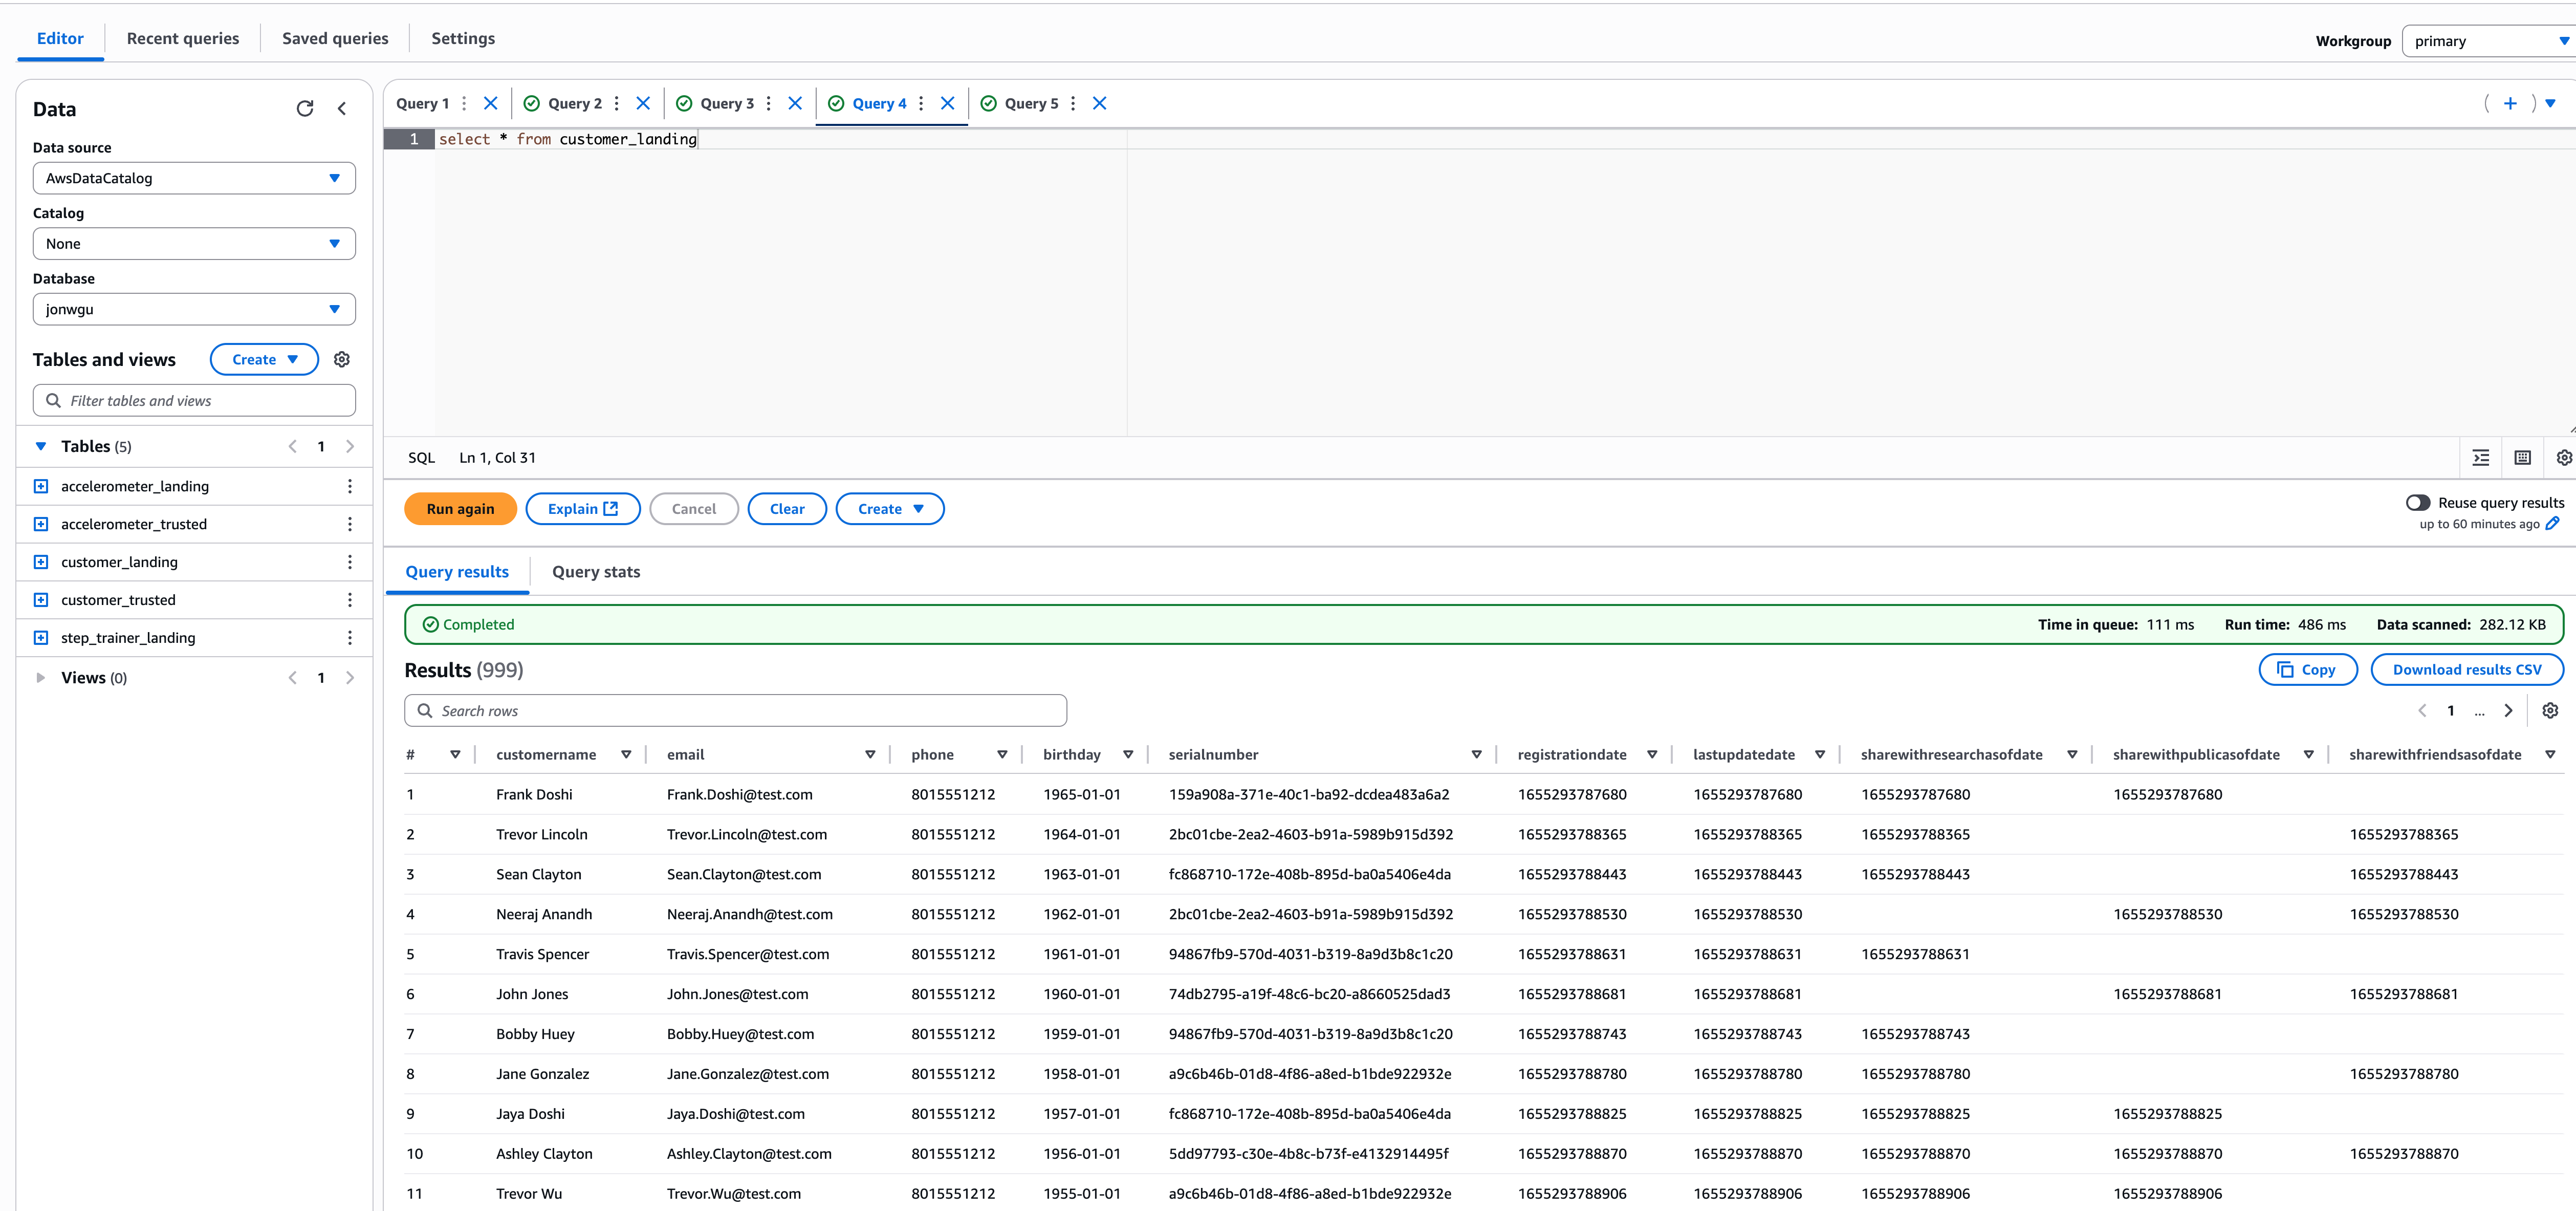 Editor Recent queries Saved queries Settings
Workgroup primary
Data
Data source
AwsDataCatalog
Catalog
None
Database
jonwgu
Tables and views Create
Filter tables and views
Tables (5) 1
accelerometer_landing
accelerometer_trusted
customer_landing
customer_trusted
step_trainer_landing
Views (0) 1
Query 1 Query 2 Query 3 Query 4 Query 5
1 select * from customer_landing
SQL Ln 1, Col 31
Run again Explain Cancel Clear Create
Reuse query results
up to 60 minutes ago
Query results Query stats
Completed Time in queue: 111 ms Run time: 486 ms Data scanned: 282.12 KB
Results (999) Copy Download results CSV
Search rows 1 ...
# customername email phone birthday serialnumber registrationdate lastupdatedate sharewithresearchasofdate sharewithpublicasofdate sharewithfriendsasofdate
1 Frank Doshi Frank.Doshi@test.com 8015551212 1965-01-01 159a908a-371e-40c1-ba92-dcdea483a6a2 1655293787680 1655293787680 1655293787680 1655293787680
2 Trevor Lincoln Trevor.Lincoln@test.com 8015551212 1964-01-01 2bc01cbe-2ea2-4603-b91a-5989b915d392 1655293788365 1655293788365 1655293788365 1655293788365
3 Sean Clayton Sean.Clayton@test.com 8015551212 1963-01-01 fc868710-172e-408b-895d-ba0a5406e4da 1655293788443 1655293788443 1655293788443 1655293788443
4 Neeraj Anandh Neeraj.Anandh@test.com 8015551212 1962-01-01 2bc01cbe-2ea2-4603-b91a-5989b915d392 1655293788530 1655293788530 1655293788530 1655293788530
5 Travis Spencer Travis.Spencer@test.com 8015551212 1961-01-01 94867fb9-570d-4031-b319-8a9d3b8c1c20 1655293788631 1655293788631 1655293788631
6 John Jones John.Jones@test.com 8015551212 1960-01-01 74db2795-a19f-48c6-bc20-a8660525dad3 1655293788681 1655293788681 1655293788681 1655293788681
7 Bobby Huey Bobby.Huey@test.com 8015551212 1959-01-01 94867fb9-570d-4031-b319-8a9d3b8c1c20 1655293788743 1655293788743 1655293788743
8 Jane Gonzalez Jane.Gonzalez@test.com 8015551212 1958-01-01 a9c6b46b-01d8-4f86-a8ed-b1bde922932e 1655293788780 1655293788780 1655293788780 1655293788780
9 Jaya Doshi Jaya.Doshi@test.com 8015551212 1957-01-01 fc868710-172e-408b-895d-ba0a5406e4da 1655293788825 1655293788825 1655293788825 1655293788825
10 Ashley Clayton Ashley.Clayton@test.com 8015551212 1956-01-01 5dd97793-c30e-4b8c-b73f-e4132914495f 1655293788870 1655293788870 1655293788870 1655293788870 1655293788870
11 Trevor Wu Trevor.Wu@test.com 8015551212 1955-01-01 a9c6b46b-01d8-4f86-a8ed-b1bde922932e 1655293788906 1655293788906 1655293788906 1655293788906